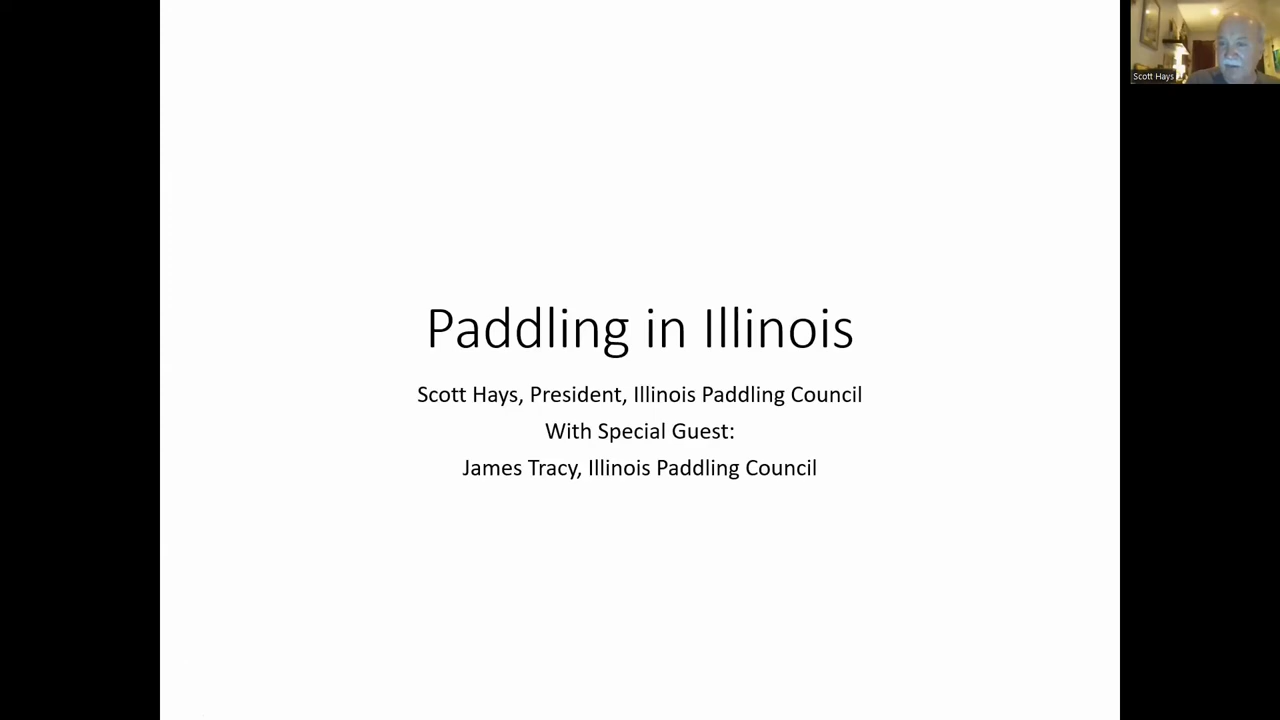 Paddling in Illinois
Scott Hays, President, Illinois Paddling Council
With Special Guest:
James Tracy, Illinois Paddling Council
Scott Hays